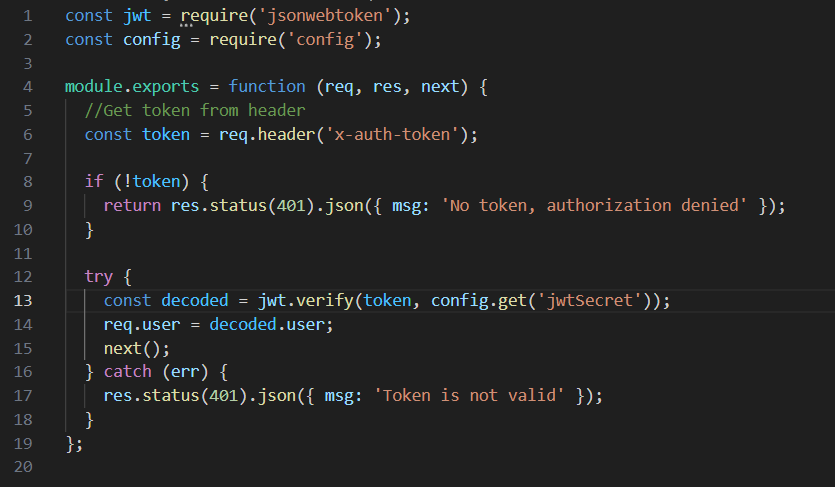 1 const jwt = require('jsonwebtoken');
2 const config = require('config');
3
4 module.exports = function (req, res, next) {
5   //Get token from header
6   const token = req.header('x-auth-token');
7
8   if (!token) {
9     return res.status(401).json({ msg: 'No token, authorization denied' });
10   }
11
12   try {
13     const decoded = jwt.verify(token, config.get('jwtSecret'));
14     req.user = decoded.user;
15     next();
16   } catch (err) {
17     res.status(401).json({ msg: 'Token is not valid' });
18   }
19 };
20